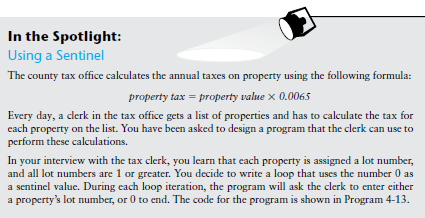 In the Spotlight:
Using a Sentinel
The county tax office calculates the annual taxes on property using the following formula:
property tax = property value × 0.0065
Every day, a clerk in the tax office gets a list of properties and has to calculate the tax for
each property on the list. You have been asked to design a program that the clerk can use to
perform these calculations.
In your interview with the tax clerk, you learn that each property is assigned a lot number,
and all lot numbers are 1 or greater. You decide to write a loop that uses the number 0 as
a sentinel value. During each loop iteration, the program will ask the clerk to enter either
a property's lot number, or 0 to end. The code for the program is shown in Program 4-13.